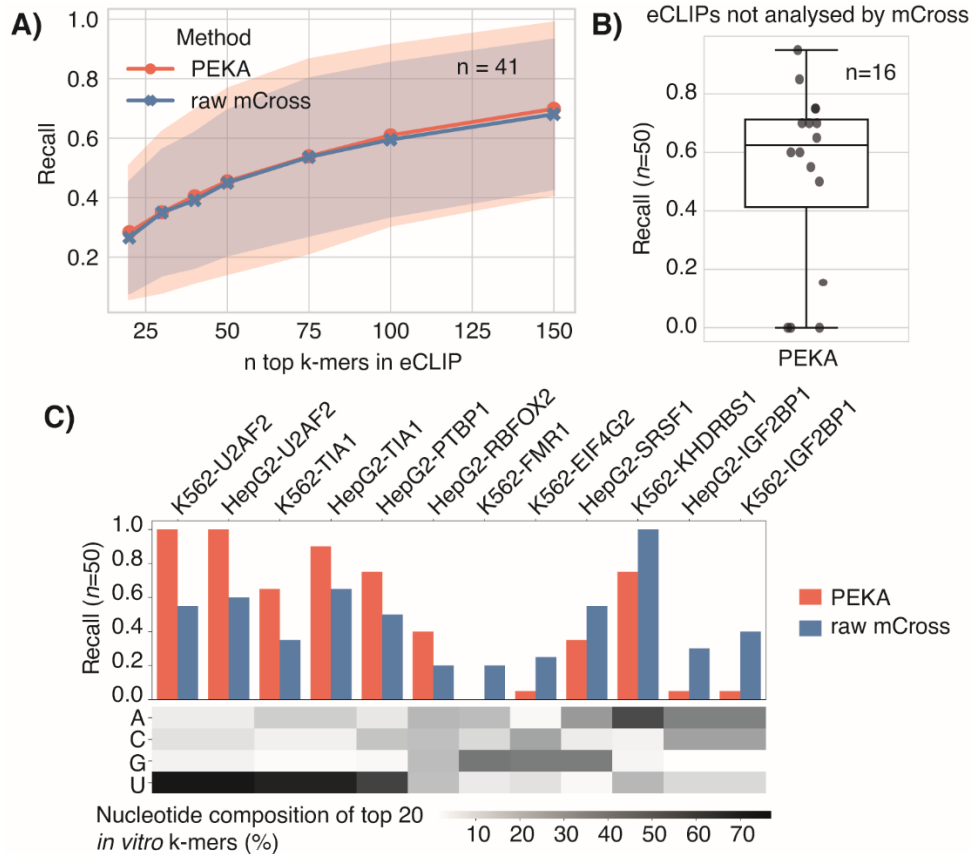 A)
Method
PEKA
raw mCross
n = 41
Recall
1.0
0.8
0.6
0.4
0.2
25 50 75 100 125 150
n top k-mers in eCLIP
B) eCLIPs not analysed by mCross
n=16
Recall (n=50)
0.8
0.6
0.4
0.2
0.0
PEKA
C)
K562-U2AF2
HepG2-U2AF2
K562-TIA1
HepG2-TIA1
HepG2-PTBP1
HepG2-RBFOX2
K562-FMR1
K562-EIF4G2
HepG2-SRSF1
K562-KHDRBS1
HepG2-IGF2BP1
K562-IGF2BP1
Recall (n=50)
1.0
0.8
0.6
0.4
0.2
0.0
PEKA
raw mCross
A
C
G
U
Nucleotide composition of top 20
in vitro k-mers (%)
10 20 30 40 50 60 70